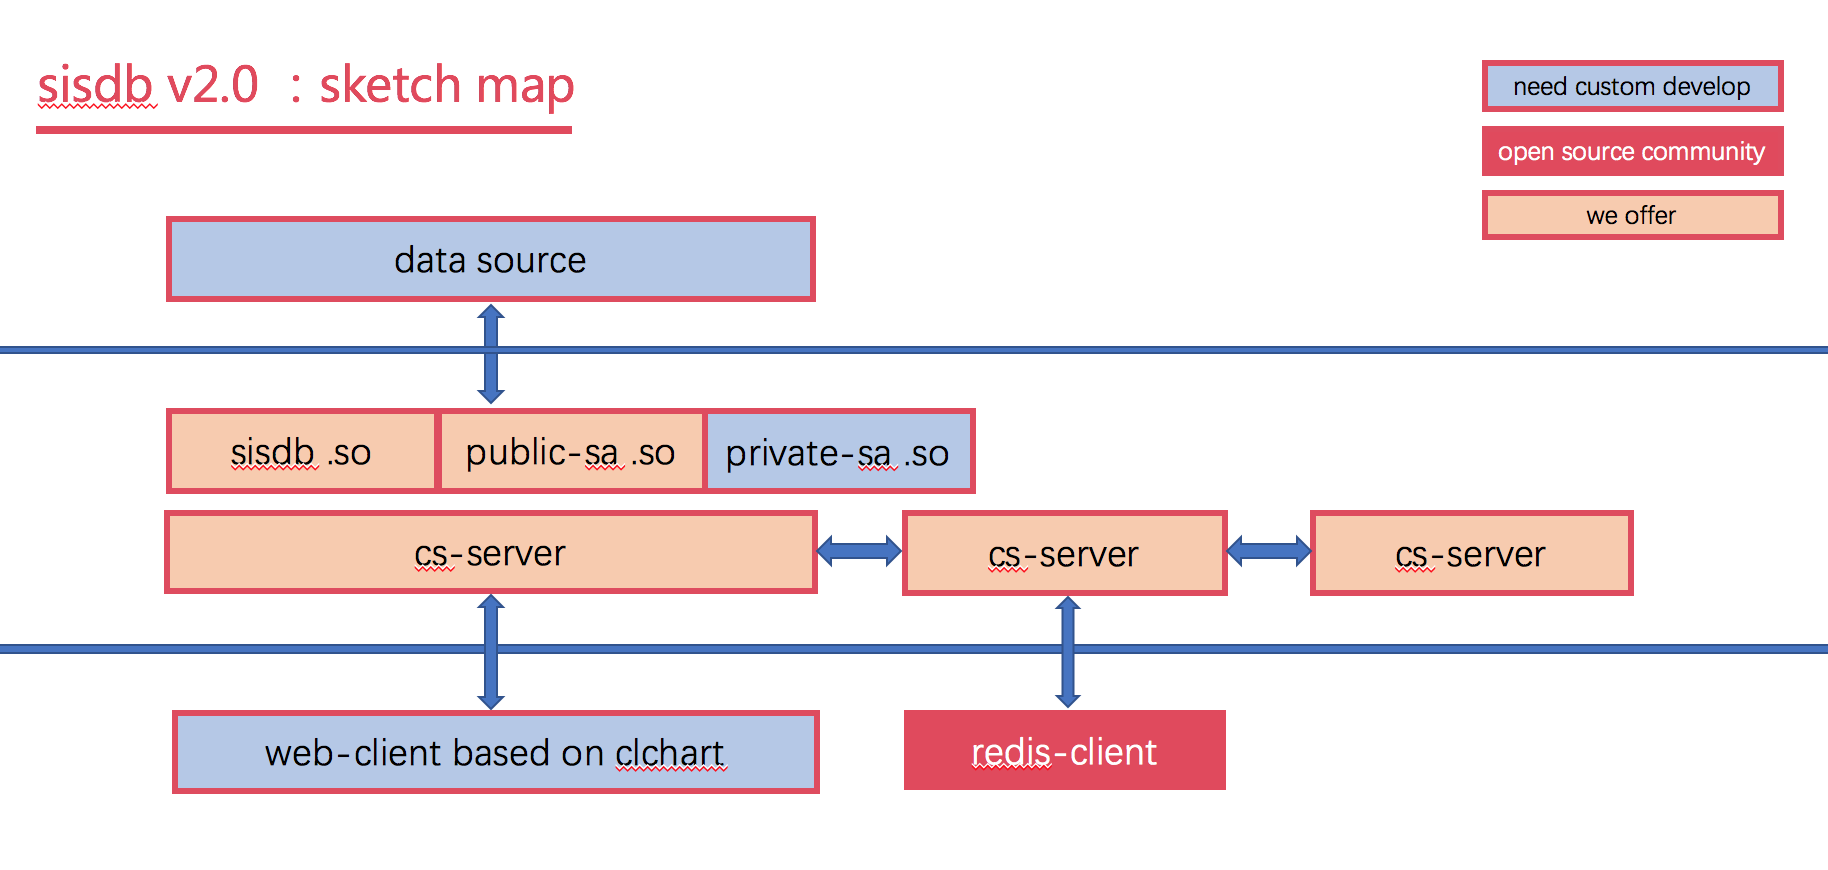 sisdb v2.0 : sketch map
need custom develop
open source community
we offer
data source
sisdb .so
public-sa .so
private-sa .so
cs-server
cs-server
cs-server
web-client based on clchart
redis-client